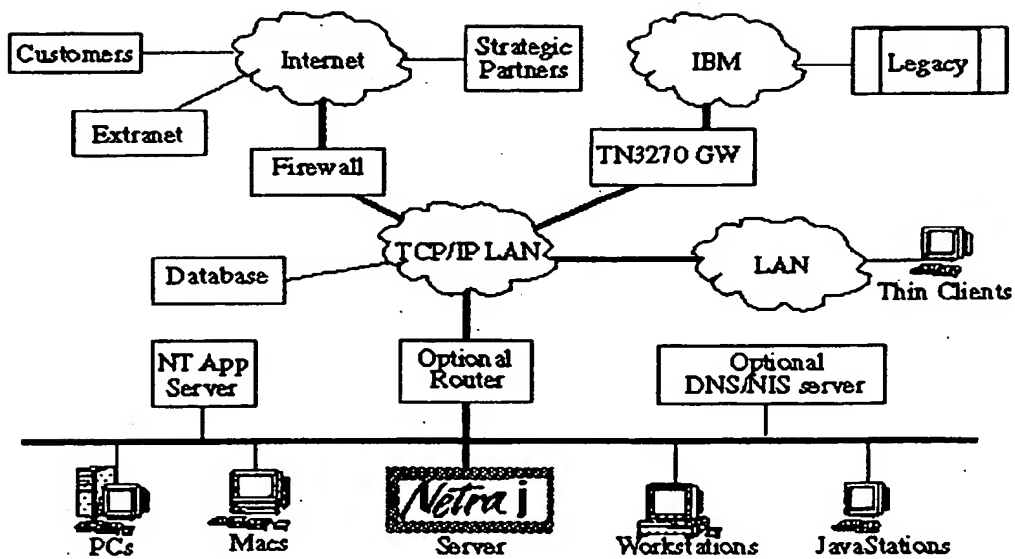 Customers
Internet
Strategic
Partners
IBM
Legacy
Extranet
Firewall
TN3270 GW
TCP/IP LAN
Database
LAN
Thin Clients
NT App
Server
Optional
Router
Optional
DNS/NIS server
Netra j
PCs
Macs
Server
Workstations
JavaStations